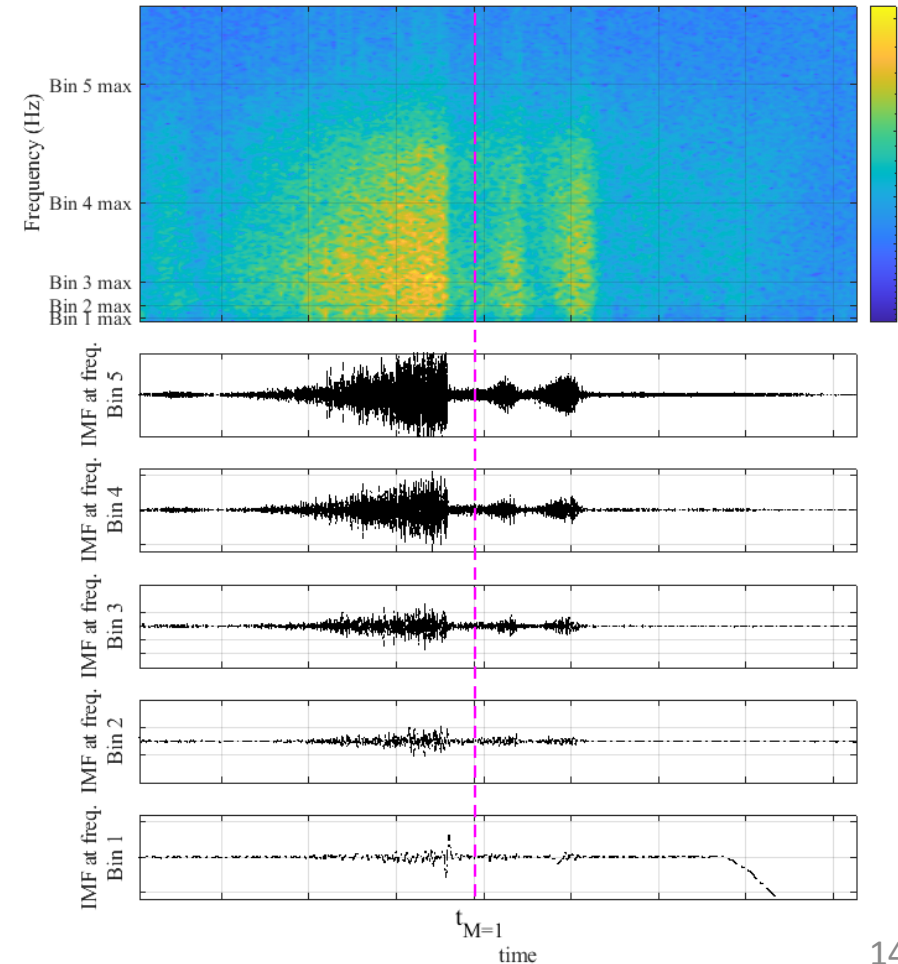 Frequency (Hz)
Bin 5 max
Bin 4 max
Bin 3 max
Bin 2 max
Bin 1 max
IMF at freq.
Bin 5
IMF at freq.
Bin 4
IMF at freq.
Bin 3
IMF at freq.
Bin 2
IMF at freq.
Bin 1
t_{M=1}
time
14